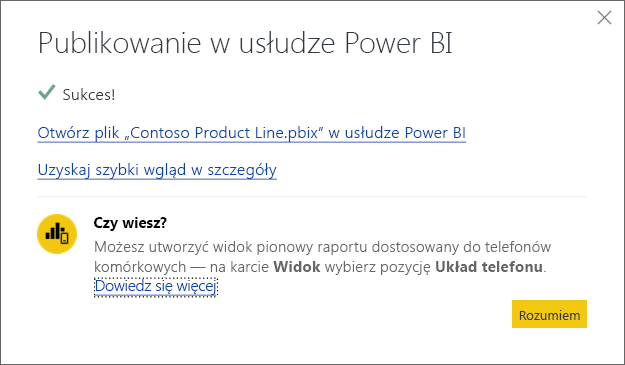 Publikowanie w usłudze Power BI
Sukces!
Otwórz plik „Contoso Product Line.pbix” w usłudze Power BI
Uzyskaj szybki wgląd w szczegóły
Czy wiesz?
Możesz utworzyć widok pionowy raportu dostosowany do telefonów
komórkowych — na karcie Widok wybierz pozycję Układ telefonu.
Dowiedz się więcej
Rozumiem